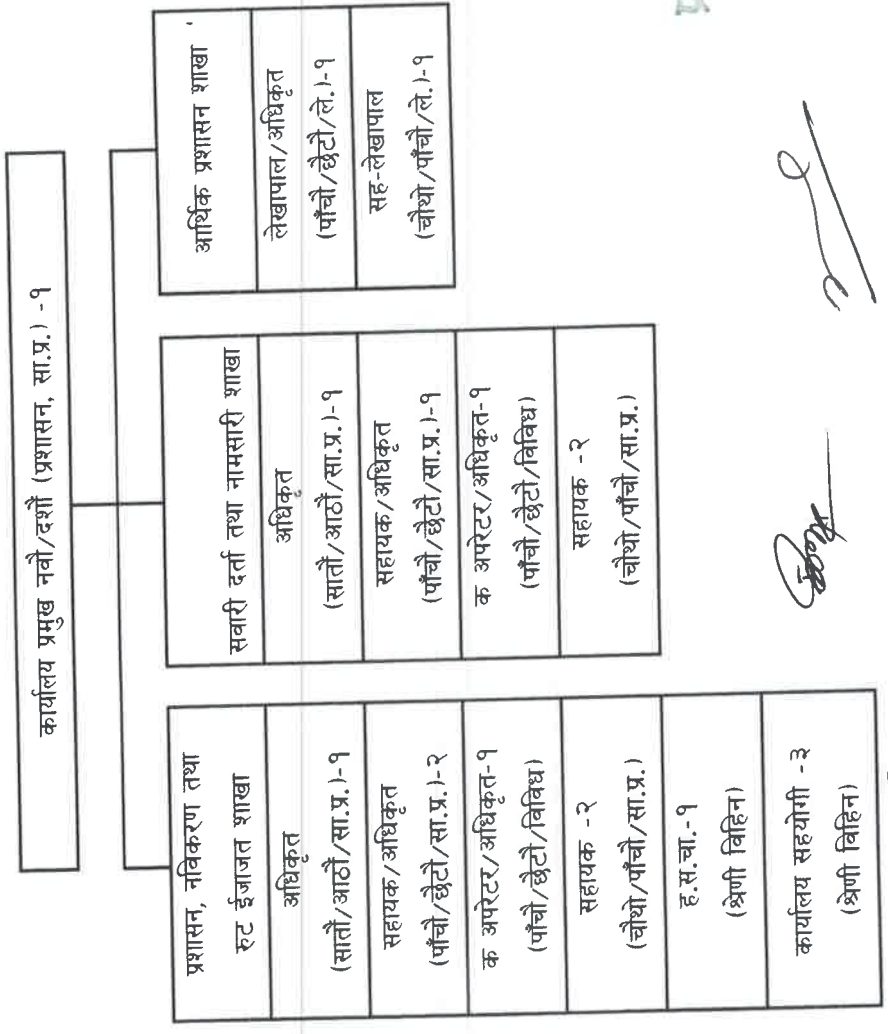 कार्यालय प्रमुख नवौं/दशौं (प्रशासन, सा.प्र.) -१
प्रशासन, नविकरण तथा
रुट ईजाजत शाखा
अधिकृत
(सातौं/आठौं/सा.प्र.)-१
सहायक/अधिकृत
(पाँचौ/छैटौ/सा.प्र.)-२
क अपरेटर/अधिकृत-१
(पाँचौ/छैटौ/विविध)
सहायक -२
(चौथो/पाँचौ/सा.प्र.)
ह.स.चा.-१
(श्रेणी विहिन)
कार्यालय सहयोगी -३
(श्रेणी विहिन)
सवारी दर्ता तथा नामसारी शाखा
अधिकृत
(सातौं/आठौं/सा.प्र.)-१
सहायक/अधिकृत
(पाँचौ/छैटौ/सा.प्र.)-१
क अपरेटर/अधिकृत-१
(पाँचौ/छैटौ/विविध)
सहायक -२
(चौथो/पाँचौ/सा.प्र.)
आर्थिक प्रशासन शाखा
लेखापाल/अधिकृत
(पाँचौ/छैटौ/ले.)-१
सह-लेखापाल
(चौथो/पाँचौ/ले.)-१